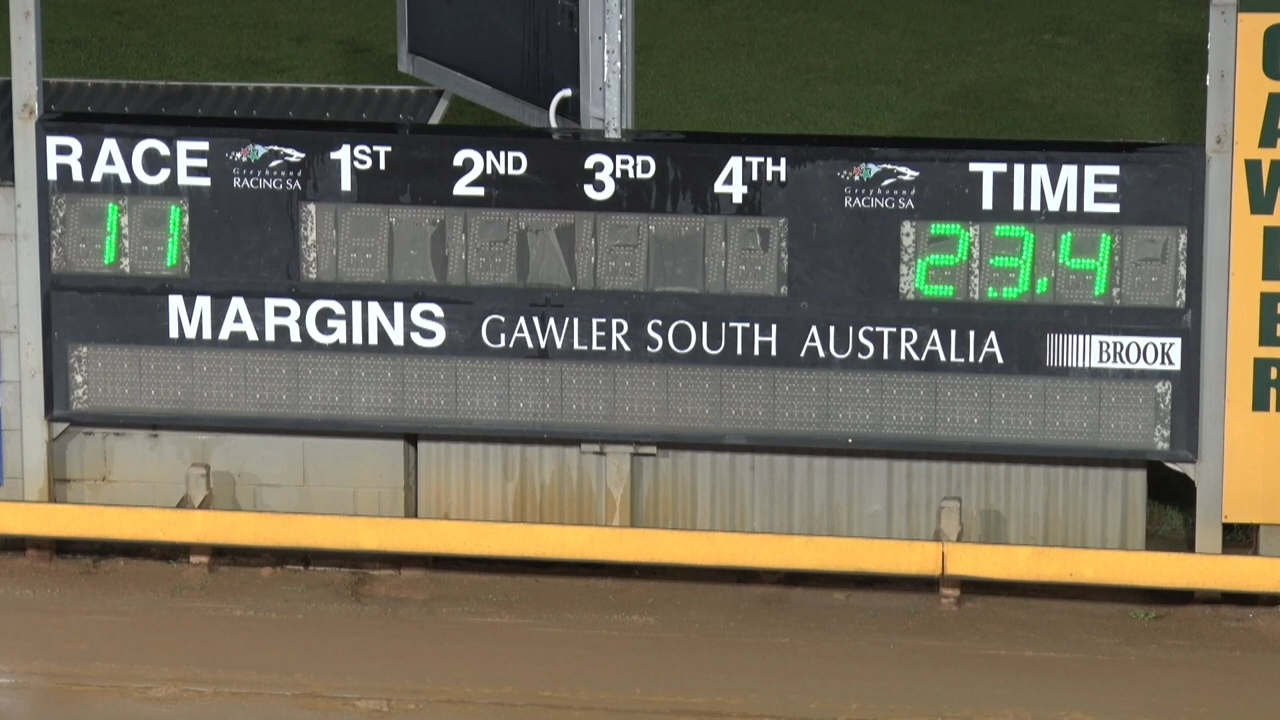 RACE
Greyhound
RACING SA
1ST 2ND 3RD 4TH
Greyhound
RACING SA
TIME
11
23.4
MARGINS GAWLER SOUTH AUSTRALIA BROOK
GAWLER